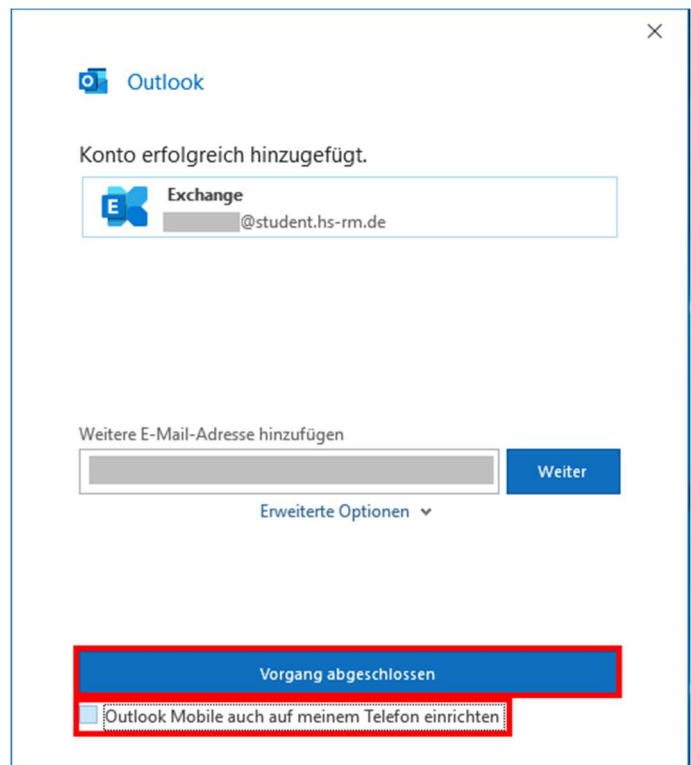 Outlook
Konto erfolgreich hinzugefügt.
E
Exchange
@student.hs-rm.de
Weitere E-Mail-Adresse hinzufügen
Weiter
Erweiterte Optionen
Vorgang abgeschlossen
Outlook Mobile auch auf meinem Telefon einrichten